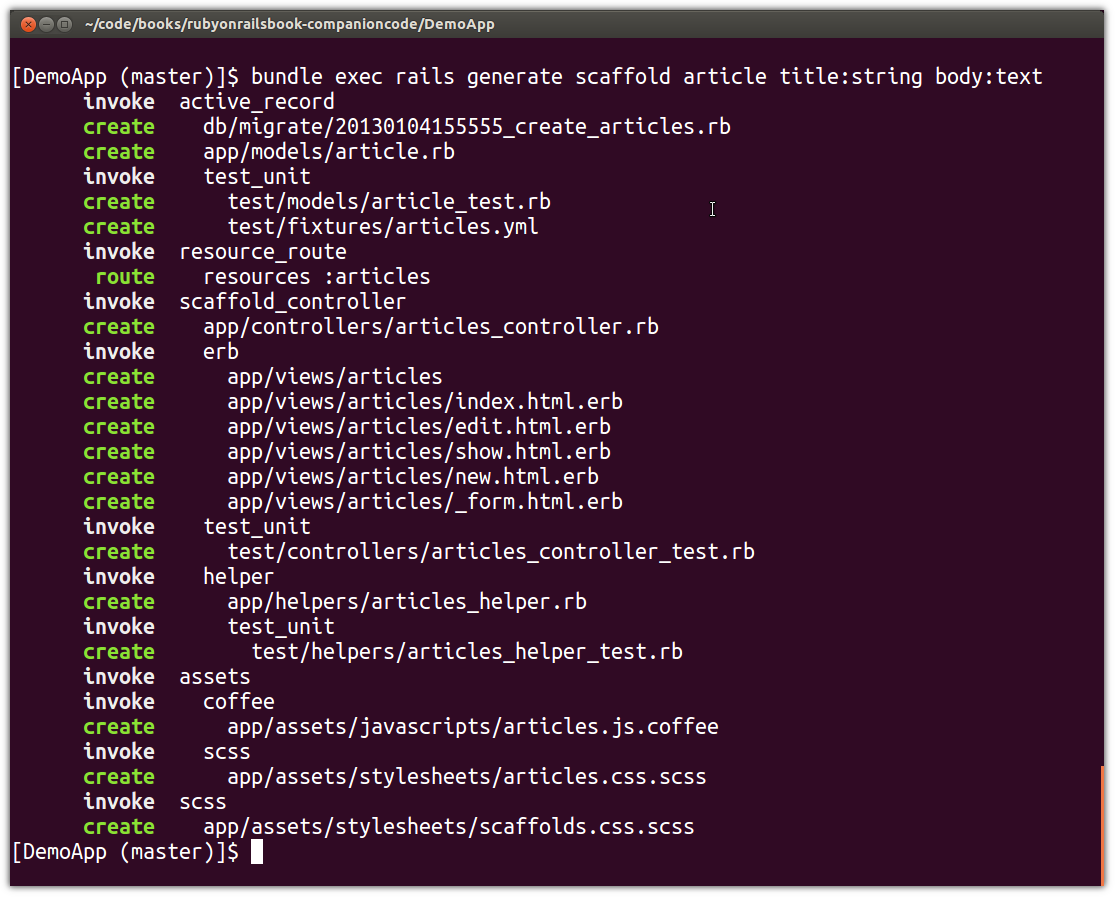 ~/code/books/rubyonrailsbook-companioncode/DemoApp
[DemoApp (master)]$ bundle exec rails generate scaffold article title:string body:text
      invoke  active_record
      create    db/migrate/20130104155555_create_articles.rb
      create    app/models/article.rb
      invoke    test_unit
      create      test/models/article_test.rb
      create      test/fixtures/articles.yml
      invoke  resource_route
       route    resources :articles
      invoke  scaffold_controller
      create    app/controllers/articles_controller.rb
      invoke    erb
      create      app/views/articles
      create      app/views/articles/index.html.erb
      create      app/views/articles/edit.html.erb
      create      app/views/articles/show.html.erb
      create      app/views/articles/new.html.erb
      create      app/views/articles/_form.html.erb
      invoke    test_unit
      create      test/controllers/articles_controller_test.rb
      invoke    helper
      create      app/helpers/articles_helper.rb
      invoke      test_unit
      create        test/helpers/articles_helper_test.rb
      invoke  assets
      invoke    coffee
      create      app/assets/javascripts/articles.js.coffee
      invoke    scss
      create      app/assets/stylesheets/articles.css.scss
      invoke  scss
      create    app/assets/stylesheets/scaffolds.css.scss
[DemoApp (master)]$